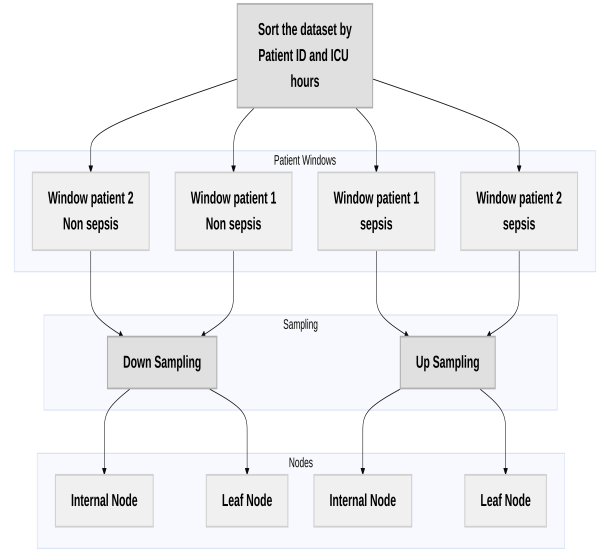 Sort the dataset by
Patient ID and ICU
hours
Patient Windows
Window patient 2
Non sepsis
Window patient 1
Non sepsis
Window patient 1
sepsis
Window patient 2
sepsis
Sampling
Down Sampling
Up Sampling
Nodes
Internal Node
Leaf Node
Internal Node
Leaf Node